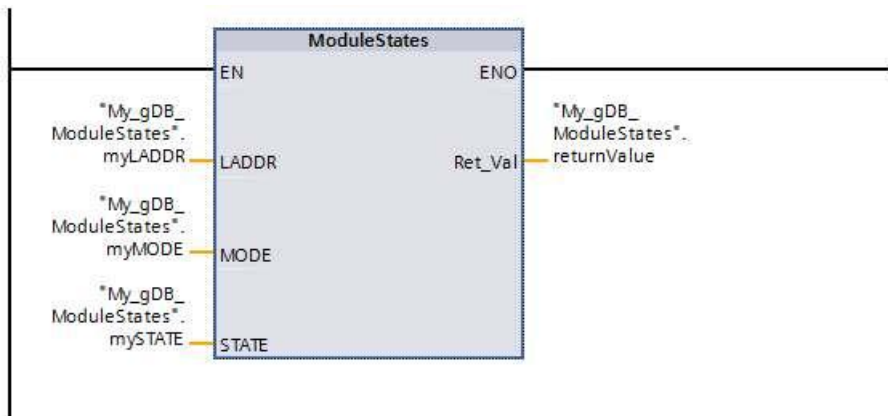 ModuleStates
EN
ENO
"My_gDB_
ModuleStates".
myLADDR
LADDR
"My_gDB_
ModuleStates".
returnValue
Ret_Val
"My_gDB_
ModuleStates".
myMODE
MODE
"My_gDB_
ModuleStates".
mySTATE
STATE